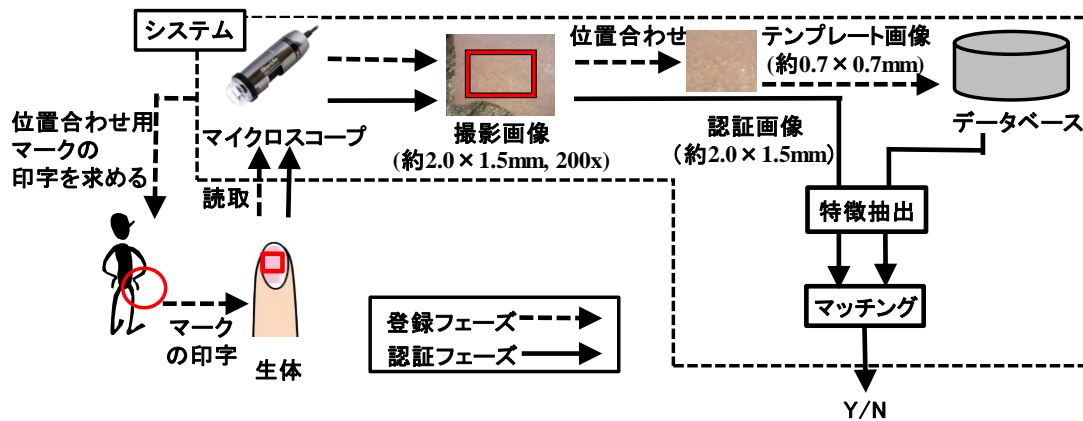 システム
位置合わせ
テンプレート画像
(約0.7×0.7mm)
位置合わせ用
マークの
印字を求める
マイクロスコープ
撮影画像
(約2.0×1.5mm, 200x)
認証画像
(約2.0×1.5mm)
データベース
読取
特徴抽出
マッチング
マーク
の印字
生体
登録フェーズ
認証フェーズ
Y/N